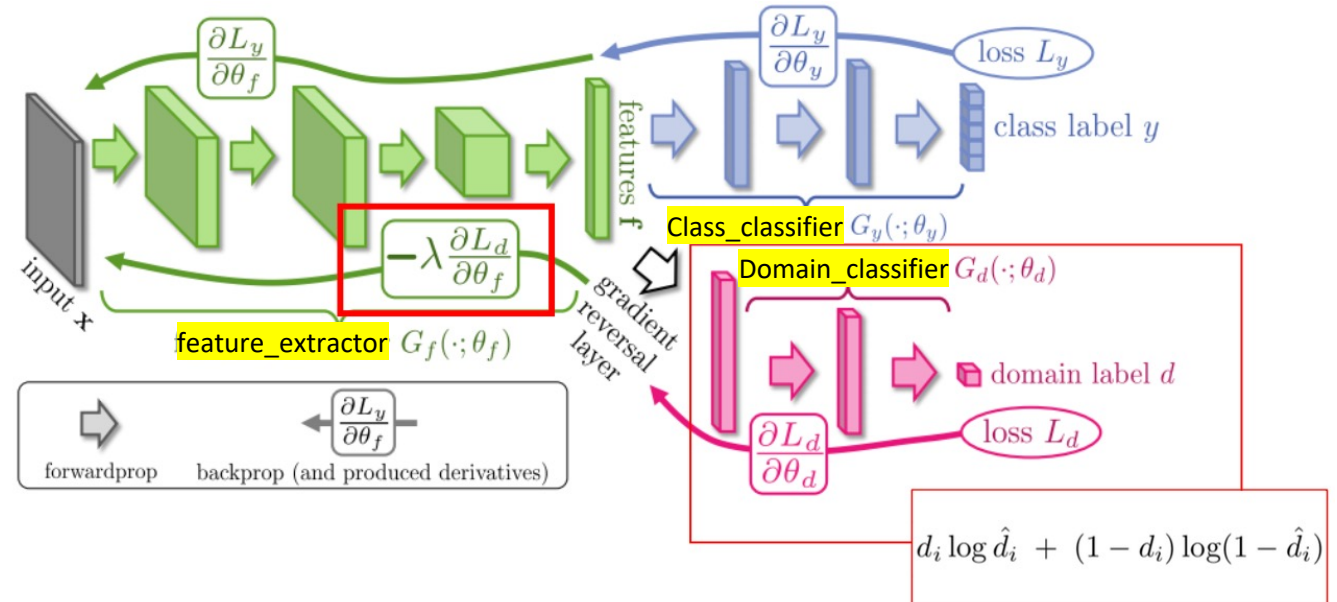 ∂L_y/∂θ_f
∂L_y/∂θ_y
loss L_y
features f
class label y
Class_classifier G_y(·; θ_y)
input x
−λ ∂L_d/∂θ_f
gradient
reversal
layer
Domain_classifier G_d(·; θ_d)
feature_extractor G_f(·; θ_f)
domain label d
∂L_d/∂θ_d
loss L_d
∂L_y/∂θ_f
forwardprop
backprop (and produced derivatives)
d_i log d̂_i + (1 − d_i) log(1 − d̂_i)